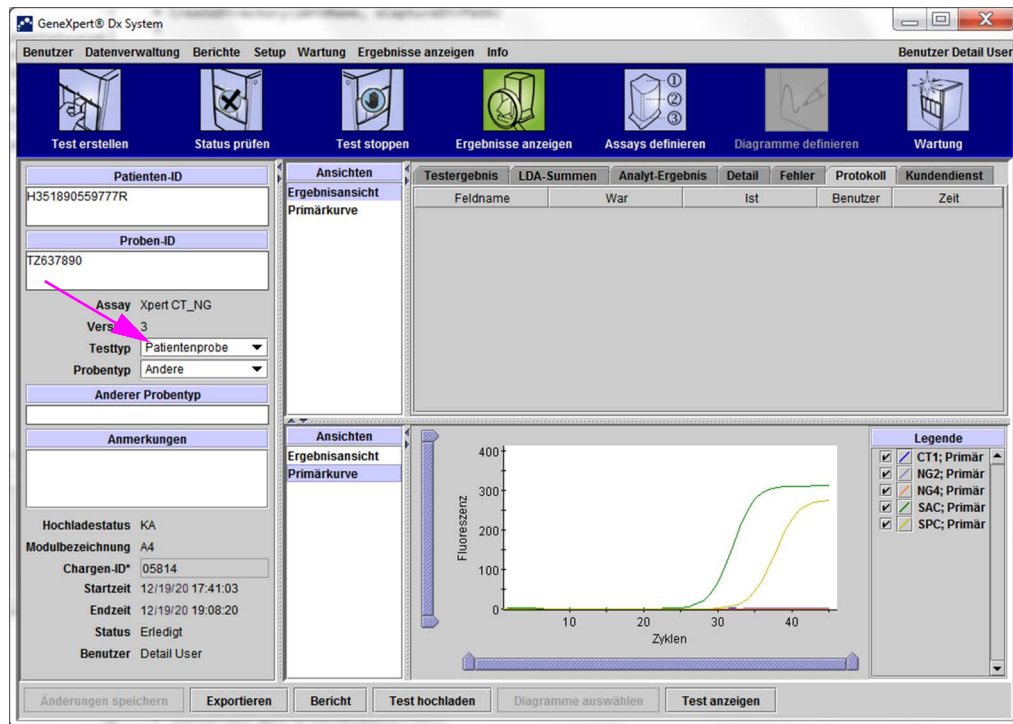 GeneXpert® Dx System
Benutzer Datenverwaltung Berichte Setup Wartung Ergebnisse anzeigen Info Benutzer Detail User
Test erstellen Status prüfen Test stoppen Ergebnisse anzeigen Assays definieren Diagramme definieren Wartung
Patienten-ID
H351890559777R
Proben-ID
TZ637890
Assay Xpert CT_NG
3
Testtyp Patientenprobe
Probentyp Andere
Anderer Probentyp
Anmerkungen
Hochladestatus KA
Modulbezeichnung A4
Chargen-ID* 05814
Startzeit 12/19/20 17:41:03
Endzeit 12/19/20 19:08:20
Status Erledigt
Benutzer Detail User
Ansichten
Ergebnisansicht
Primärkurve
Testergebnis LDA-Summen Analyt-Ergebnis Detail Fehler Protokoll Kundendienst
Feldname War Ist Benutzer Zeit
Ansichten
Ergebnisansicht
Primärkurve
Fluoreszenz
400
300
200
100
0
10 20 30 40
Zyklen
Legende
CT1; Primär
NG2; Primär
NG4; Primär
SAC; Primär
SPC; Primär
Änderungen speichern Exportieren Bericht Test hochladen Diagramme auswählen Test anzeigen